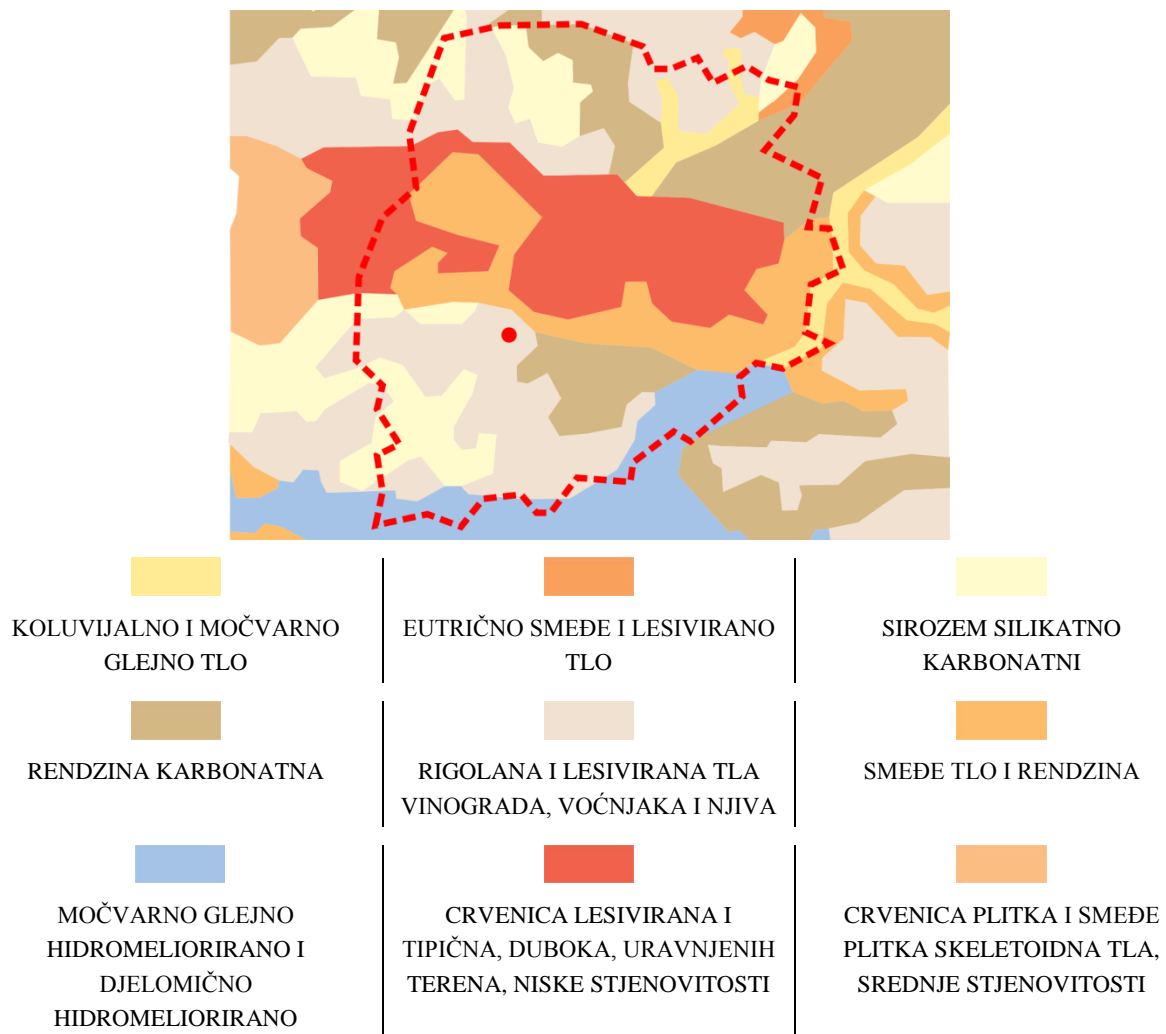 KOLUVIJALNO I MOČVARNO
GLEJNO TLO
EUTRIČNO SMEĐE I LESIVIRANO
TLO
SIROZEM SILIKATNO
KARBONATNI
RENDZINA KARBONATNA
RIGOLANA I LESIVIRANA TLA
VINOGRADA, VOĆNJAKA I NJIVA
SMEĐE TLO I RENDZINA
MOČVARNO GLEJNO
HIDROMELIORIRANO I
DJELOMIČNO
HIDROMELIORIRANO
CRVENICA LESIVIRANA I
TIPIČNA, DUBOKA, URAVNJENIH
TERENA, NISKE STJENOVITOSTI
CRVENICA PLITKA I SMEĐE
PLITKA SKELETOIDNA TLA,
SREDNJE STJENOVITOSTI